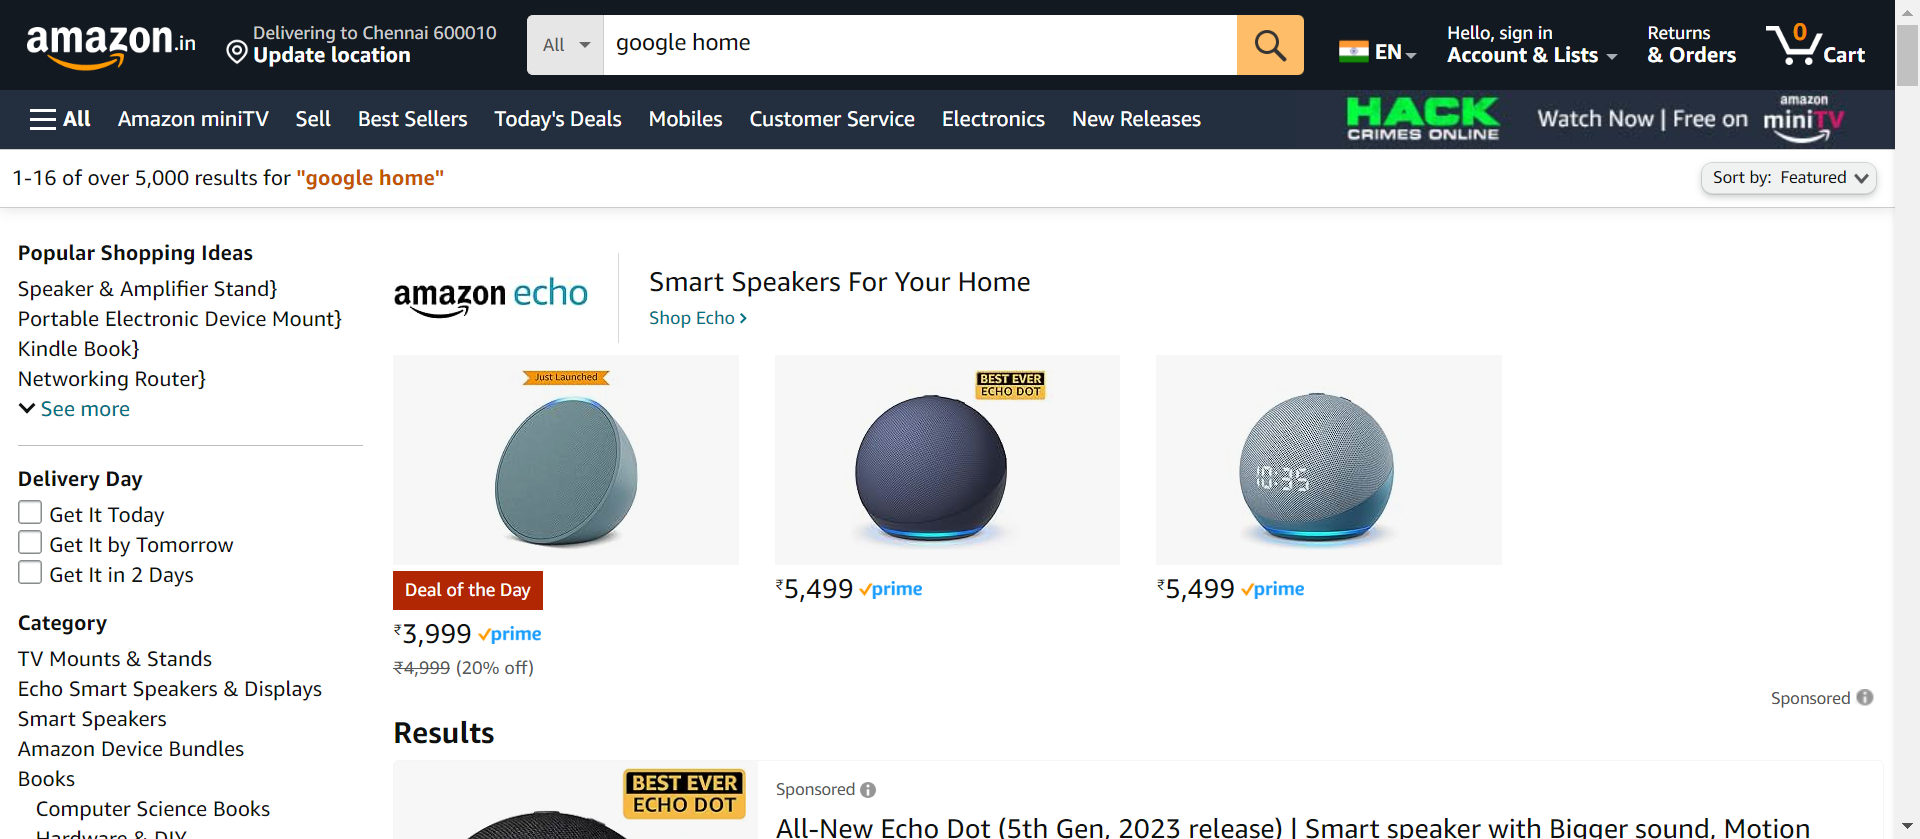 amazon.in
Delivering to Chennai 600010
Update location
All
google home
EN
Hello, sign in
Account & Lists
Returns
& Orders
0
Cart
All
Amazon miniTV
Sell
Best Sellers
Today's Deals
Mobiles
Customer Service
Electronics
New Releases
HACK
CRIMES ONLINE
Watch Now | Free on
amazon
miniTV
1-16 of over 5,000 results for "google home"
Sort by: Featured
Popular Shopping Ideas
Speaker & Amplifier Stand}
Portable Electronic Device Mount}
Kindle Book}
Networking Router}
See more
Delivery Day
Get It Today
Get It by Tomorrow
Get It in 2 Days
Category
TV Mounts & Stands
Echo Smart Speakers & Displays
Smart Speakers
Amazon Device Bundles
Books
Computer Science Books
Hardware & DIY
amazon echo
Smart Speakers For Your Home
Shop Echo ›
Just Launched
Deal of the Day
₹3,999 prime
₹4,999 (20% off)
BEST EVER
ECHO DOT
₹5,499 prime
10:35
₹5,499 prime
Sponsored
Results
BEST EVER
ECHO DOT
Sponsored
All-New Echo Dot (5th Gen, 2023 release) | Smart speaker with Bigger sound, Motion